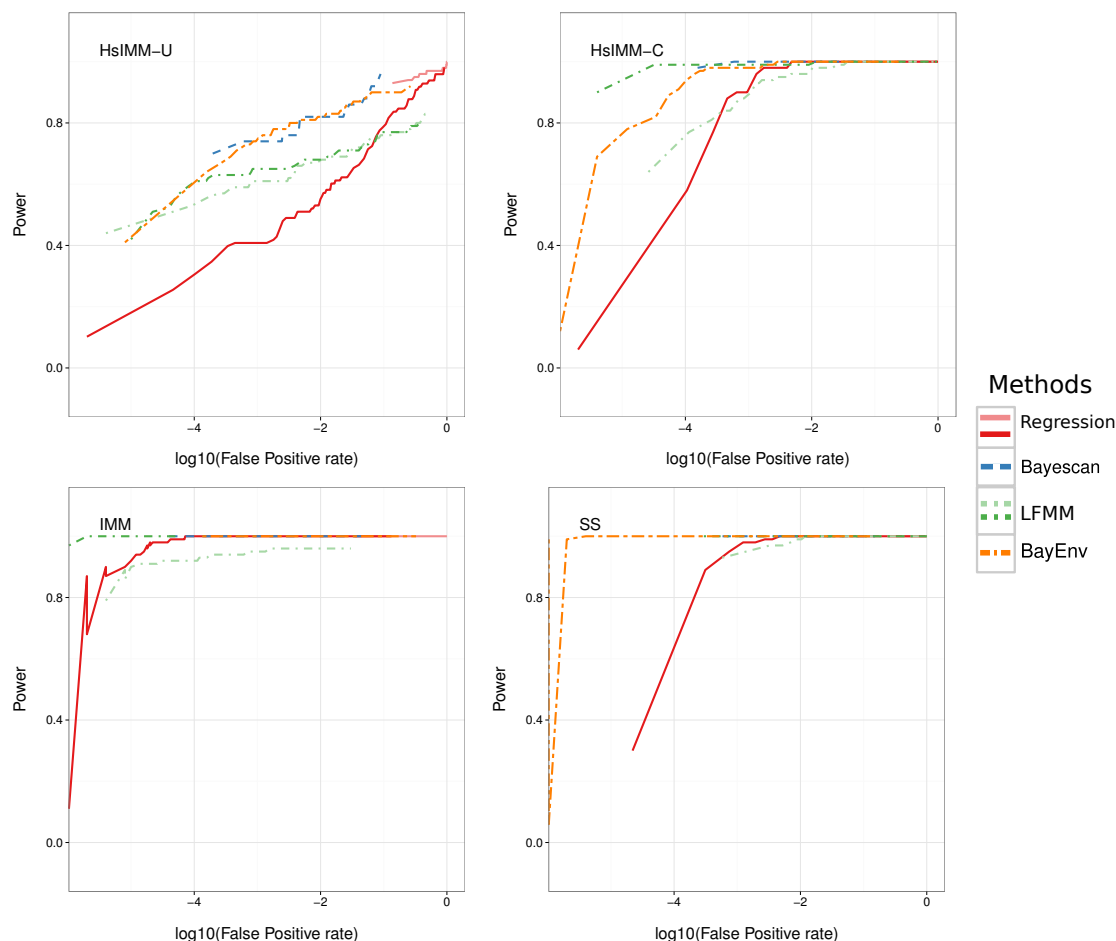 HsIMM−U
Power
0.8
0.4
0.0
−4
−2
0
log10(False Positive rate)
HsIMM−C
Power
0.8
0.4
0.0
−4
−2
0
log10(False Positive rate)
Methods
Regression
Bayescan
LFMM
BayEnv
IMM
Power
0.8
0.4
0.0
−4
−2
0
log10(False Positive rate)
SS
Power
0.8
0.4
0.0
−4
−2
0
log10(False Positive rate)